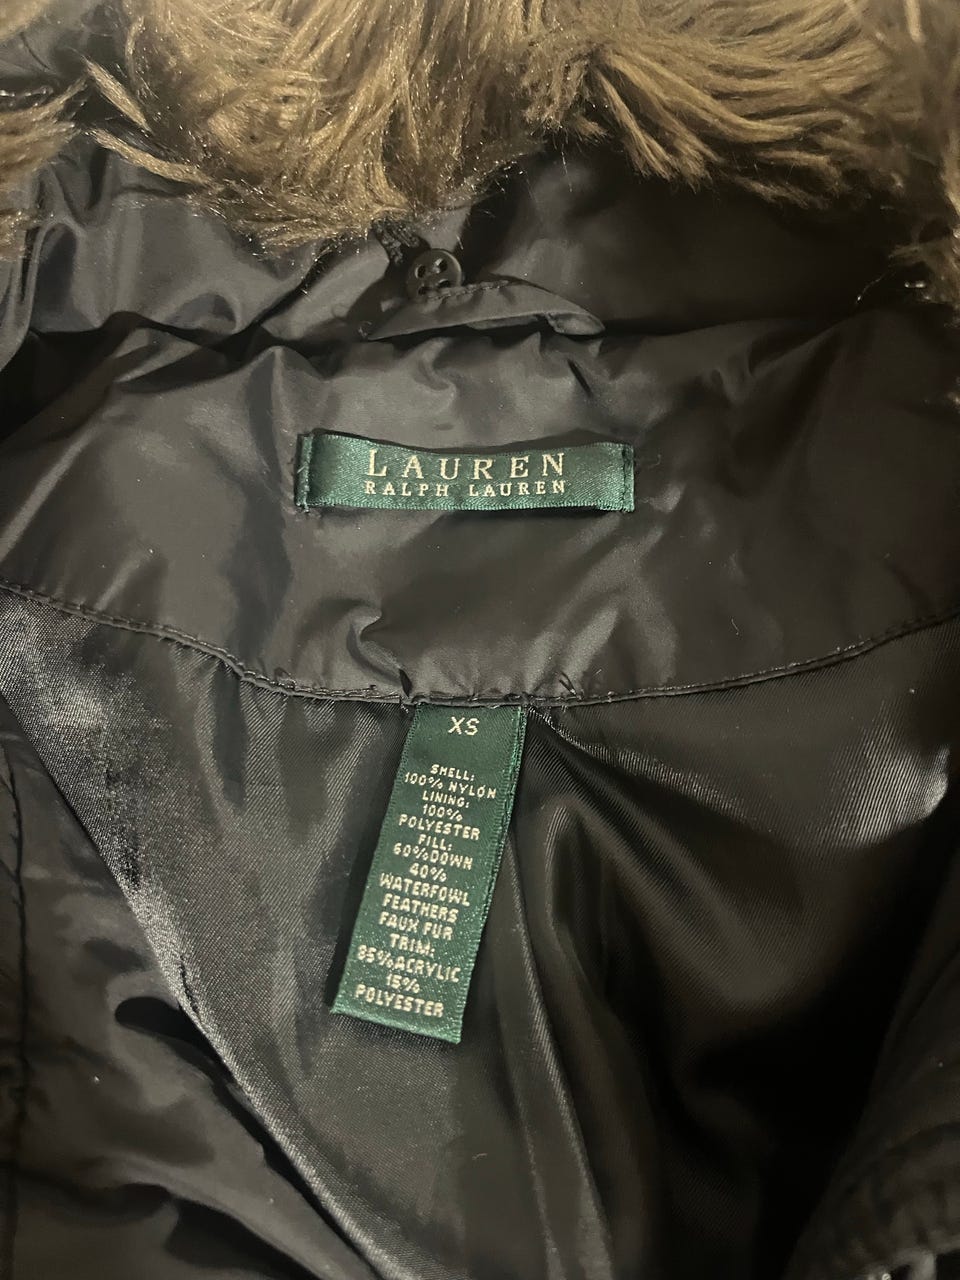 LAUREN
RALPH LAUREN
XS
SHELL:
100% NYLON
LINING:
100%
POLYESTER
FILL:
60%DOWN
40%
WATERFOWL
FEATHERS
FAUX FUR
TRIM:
85%ACRYLIC
15%
POLYESTER